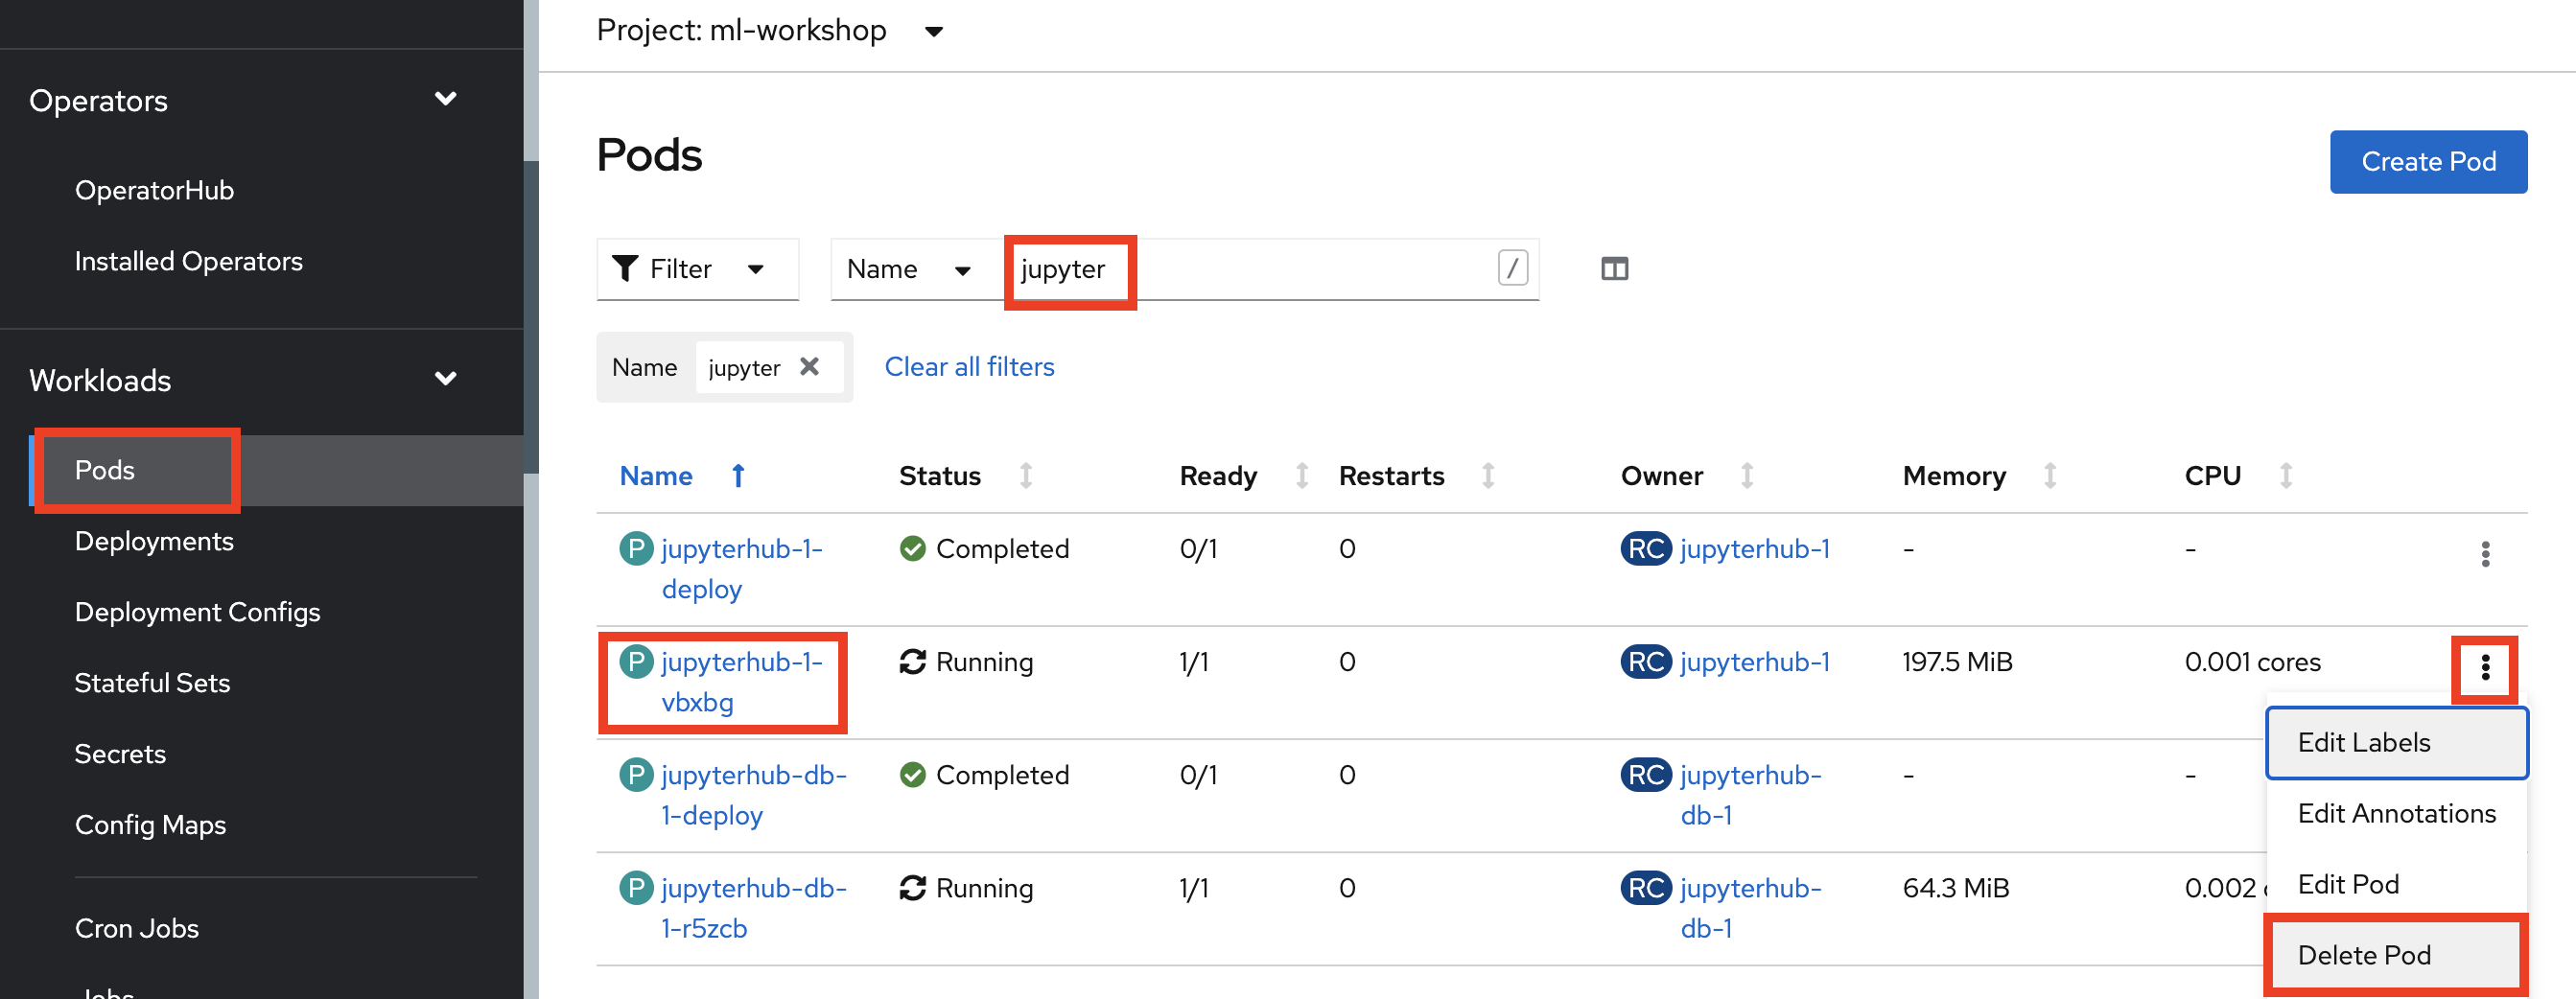 Project: ml-workshop
Operators
OperatorHub
Installed Operators
Workloads
Pods
Deployments
Deployment Configs
Stateful Sets
Secrets
Config Maps
Cron Jobs
Jobs
Pods
Create Pod
Filter
Name
jupyter
/
Name jupyter
Clear all filters
Name Status Ready Restarts Owner Memory CPU
P jupyterhub-1- Completed 0/1 0 RC jupyterhub-1 - -
deploy
P jupyterhub-1- Running 1/1 0 RC jupyterhub-1 197.5 MiB 0.001 cores
vbxbg
P jupyterhub-db- Completed 0/1 0 RC jupyterhub- - -
1-deploy db-1
P jupyterhub-db- Running 1/1 0 RC jupyterhub- 64.3 MiB 0.002
1-r5zcb db-1
Edit Labels
Edit Annotations
Edit Pod
Delete Pod